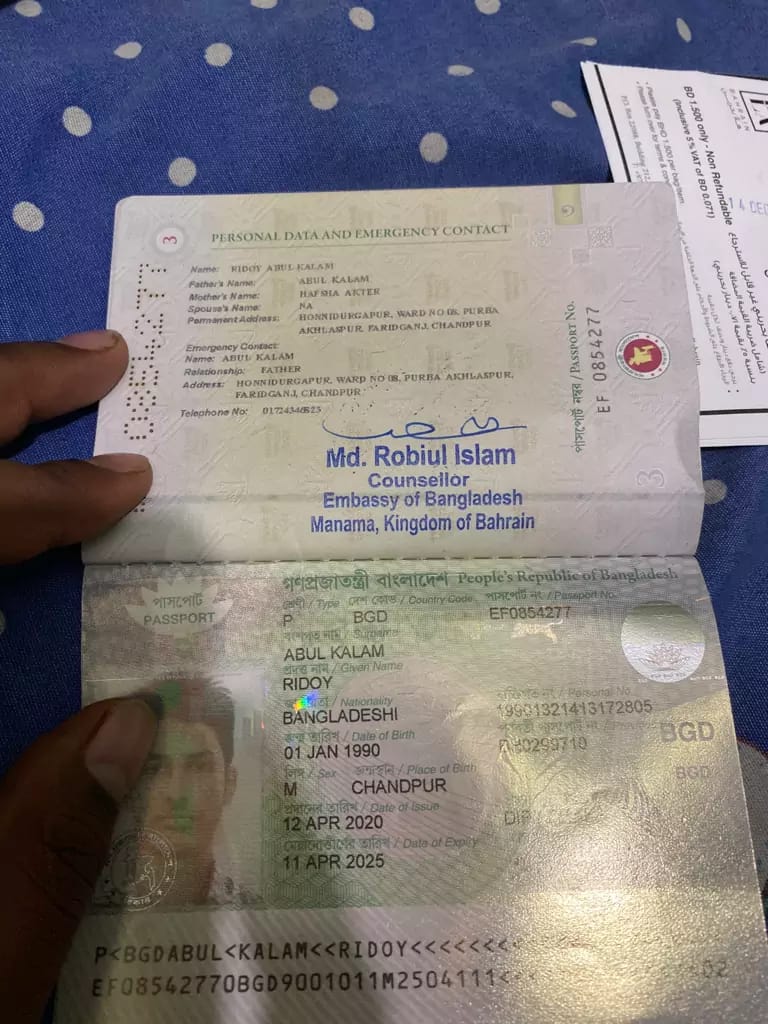 3
PERSONAL DATA AND EMERGENCY CONTACT
Name: RIDOY ABUL KALAM
Father's Name: ABUL KALAM
Mother's Name: HAFSHA AKTER
Spouse's Name: NA
Permanent Address: HONNIDURGAPUR, WARD NO 08, PURBA
AKHLASPUR, FARIDGANJ, CHANDPUR
Emergency Contact:
Name: ABUL KALAM
Relationship: FATHER
Address: HONNIDURGAPUR, WARD NO 08, PURBA AKHLASPUR,
FARIDGANJ, CHANDPUR
Telephone No:
Md. Robiul Islam
Counsellor
Embassy of Bangladesh
Manama, Kingdom of Bahrain
পাসপোর্ট নম্বর / PASSPORT No.
EF 0854277
3
গণপ্রজাতন্ত্রী বাংলাদেশ People's Republic of Bangladesh
পাসপোর্ট
PASSPORT
শ্রেণী / Type দেশ কোড / Country Code পাসপোর্ট নং / Passport No.
P BGD EF0854277
বংশগত নাম / Surname
ABUL KALAM
প্রদত্ত নাম / Given Name
RIDOY
/ Nationality / Personal No.
BANGLADESHI 19901321413172805
জন্ম তারিখ / Date of Birth
01 JAN 1990 BGD
লিঙ্গ / Sex জন্মস্থান / Place of Birth BGD
M CHANDPUR
প্রদানের তারিখ / Date of Issue
12 APR 2020 DIP
মেয়াদোত্তীর্ণের তারিখ / Date of Expiry
11 APR 2025
P<BGDABUL<KALAM<<RIDOY<<<<<<<
EF08542770BGD9001011M2504111<
02
BAHRAIN
BD 1.500 only - Non Refundable
(Inclusive 5% VAT of BD 0.071)
14 DEC